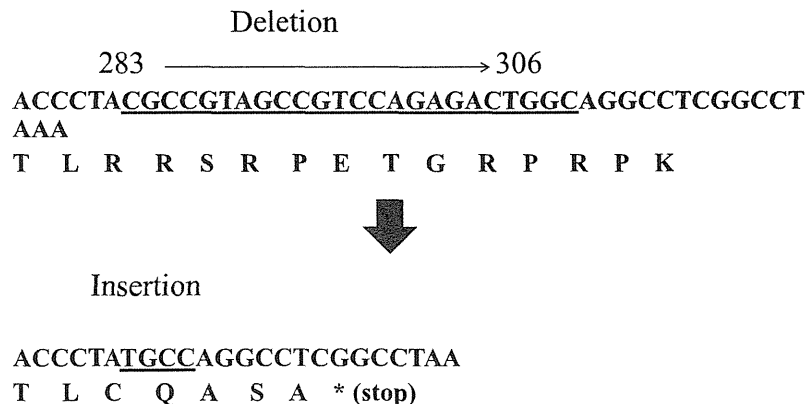 Deletion
283 306
ACCCTACGCCGTAGCCGTCCAGAGACTGGCAGGCCTCGGCCT
AAA
T L R R S R P E T G R P R P K
Insertion
ACCCTATGCCAGGCCTCGGCCTAA
T L C Q A S A * (stop)